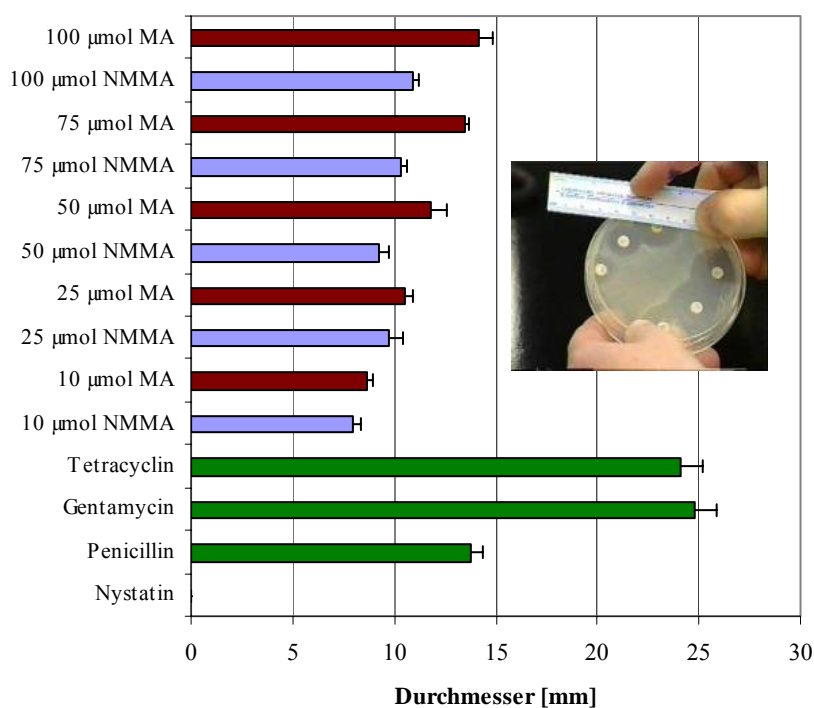 100 μmol MA
100 μmol NMMA
75 μmol MA
75 μmol NMMA
50 μmol MA
50 μmol NMMA
25 μmol MA
25 μmol NMMA
10 μmol MA
10 μmol NMMA
Tetracyclin
Gentamycin
Penicillin
Nystatin
0 5 10 15 20 25 30
Durchmesser [mm]